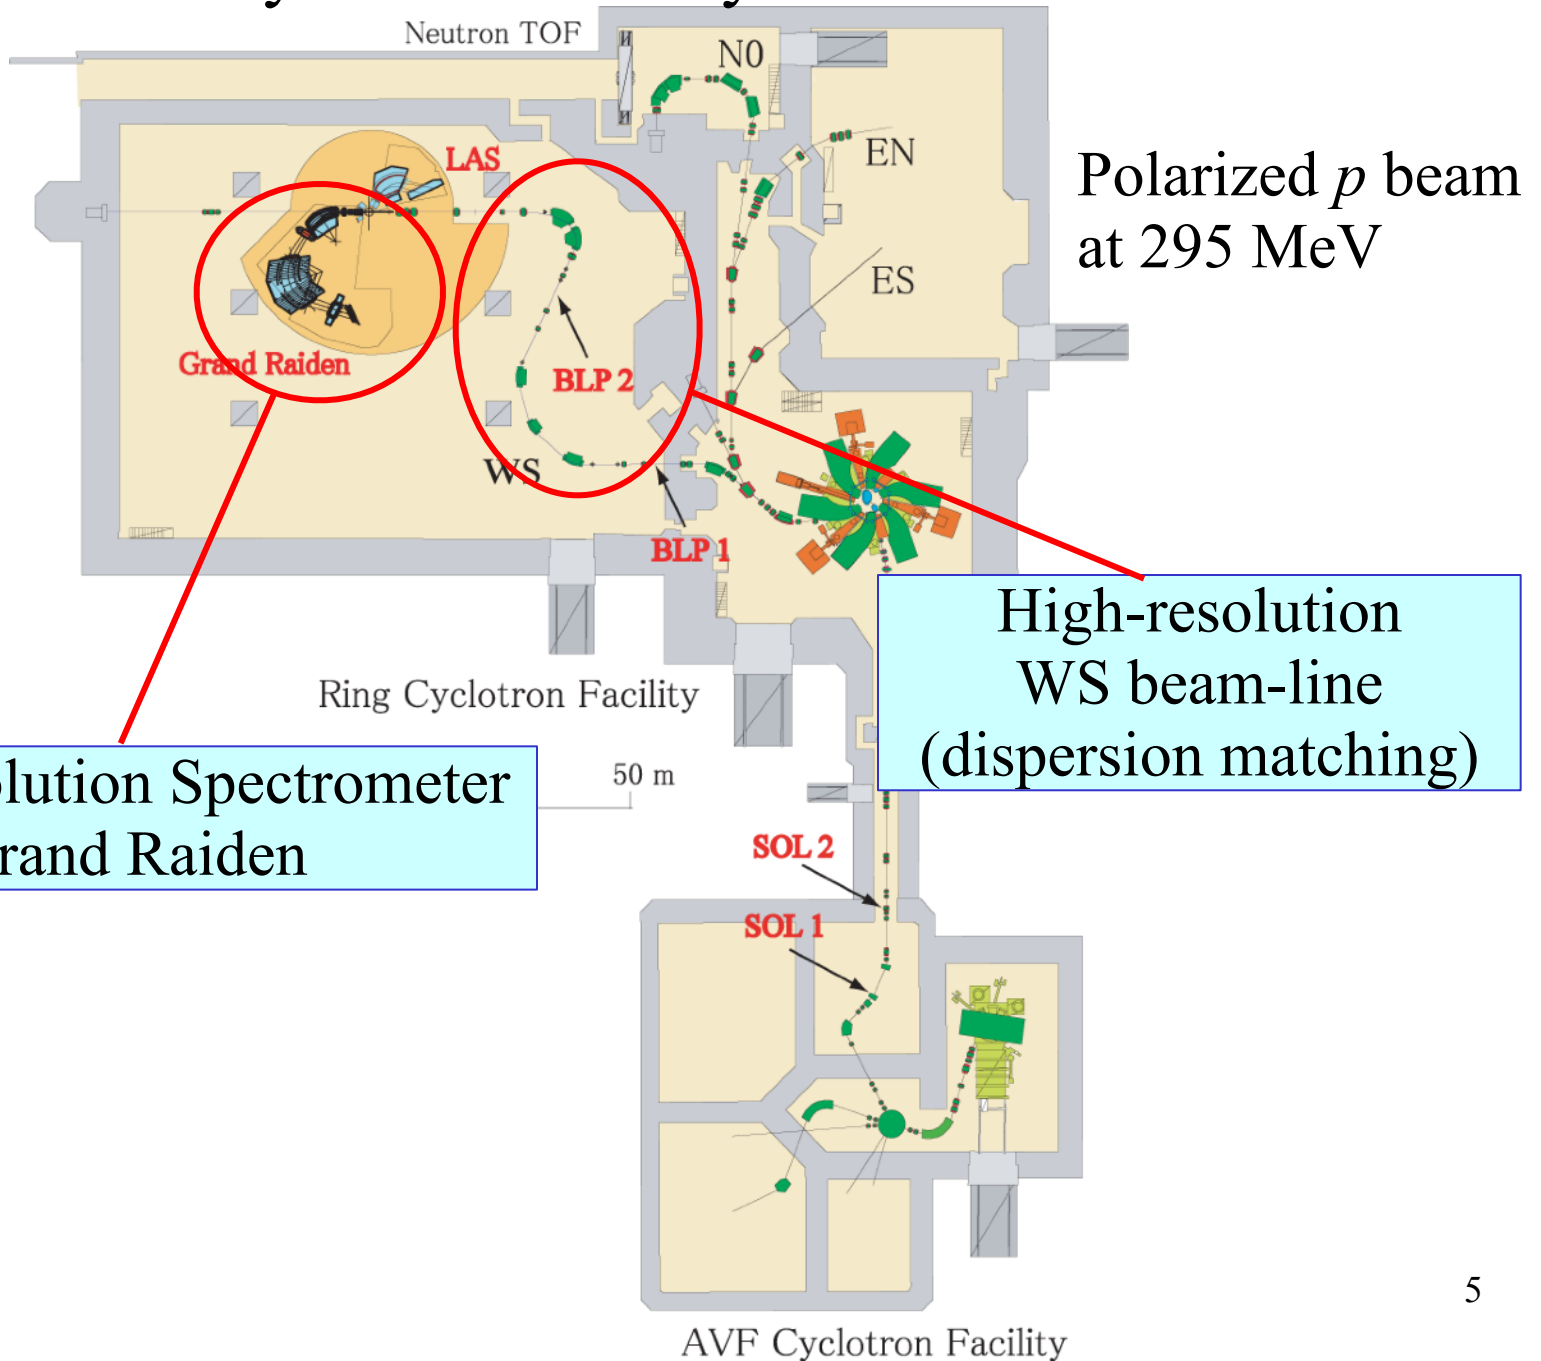 Neutron TOF
N0
LAS
EN
Polarized p beam
at 295 MeV
ES
Grand Raiden
BLP 2
WS
BLP 1
High-resolution
WS beam-line
(dispersion matching)
Ring Cyclotron Facility
Spectrometer
50 m
Raiden
SOL 2
SOL 1
5
AVF Cyclotron Facility